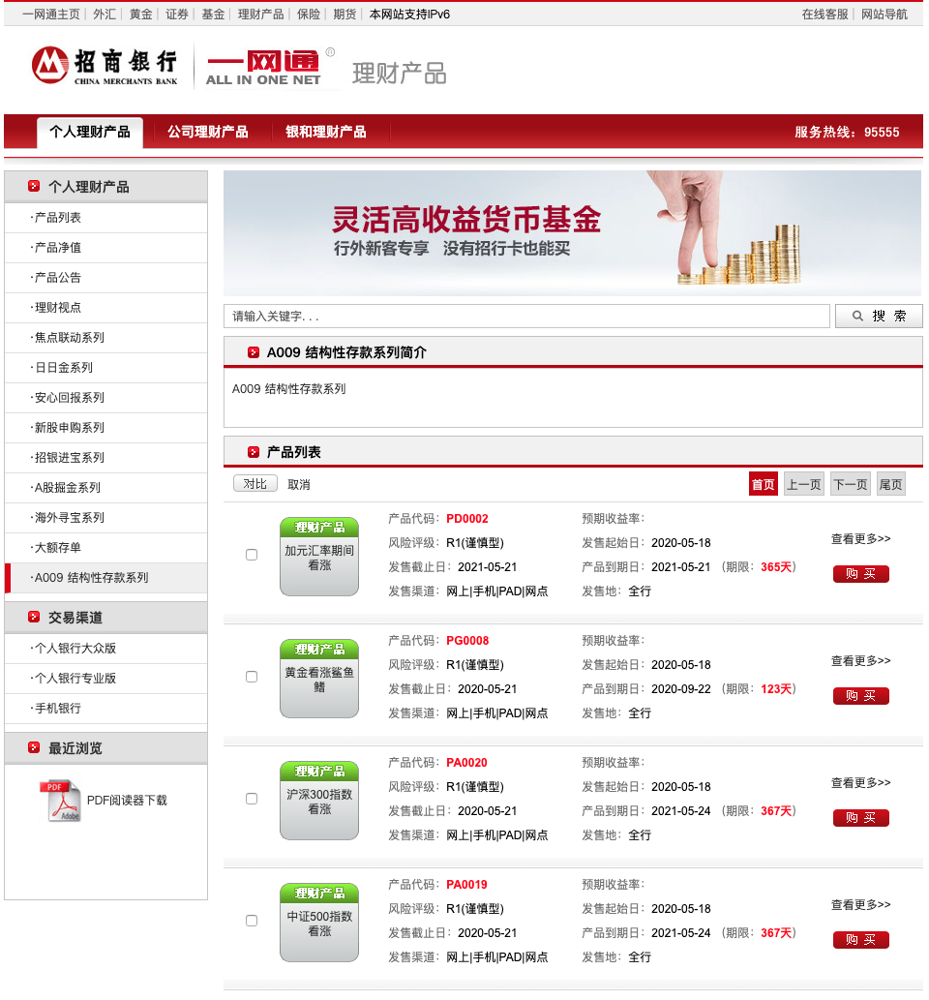 一网通主页 | 外汇 | 黄金 | 证券 | 基金 | 理财产品 | 保险 | 期货 | 本网站支持IPv6
在线客服 | 网站导航
招商银行
CHINA MERCHANTS BANK
一网通®
ALL IN ONE NET
理财产品
个人理财产品 公司理财产品 银和理财产品
服务热线：95555
个人理财产品
·产品列表
·产品净值
·产品公告
·理财视点
·焦点联动系列
·日日金系列
·安心回报系列
·新股申购系列
·招银进宝系列
·A股掘金系列
·海外寻宝系列
·大额存单
·A009 结构性存款系列
交易渠道
·个人银行大众版
·个人银行专业版
·手机银行
最近浏览
PDF
Adobe
PDF阅读器下载
灵活高收益货币基金
行外新客专享 没有招行卡也能买
请输入关键字...
搜 索
A009 结构性存款系列简介
A009 结构性存款系列
产品列表
对比 取消
首页 上一页 下一页 尾页
理财产品
加元汇率期间
看涨
产品代码：PD0002 预期收益率：
风险评级：R1(谨慎型) 发售起始日：2020-05-18
发售截止日：2021-05-21 产品到期日：2021-05-21 （期限：365天）
发售渠道：网上|手机|PAD|网点 发售地：全行
查看更多>>
购 买
理财产品
黄金看涨鲨鱼
鳍
产品代码：PG0008 预期收益率：
风险评级：R1(谨慎型) 发售起始日：2020-05-18
发售截止日：2020-05-21 产品到期日：2020-09-22 （期限：123天）
发售渠道：网上|手机|PAD|网点 发售地：全行
查看更多>>
购 买
理财产品
沪深300指数
看涨
产品代码：PA0020 预期收益率：
风险评级：R1(谨慎型) 发售起始日：2020-05-18
发售截止日：2020-05-21 产品到期日：2021-05-24 （期限：367天）
发售渠道：网上|手机|PAD|网点 发售地：全行
查看更多>>
购 买
理财产品
中证500指数
看涨
产品代码：PA0019 预期收益率：
风险评级：R1(谨慎型) 发售起始日：2020-05-18
发售截止日：2020-05-21 产品到期日：2021-05-24 （期限：367天）
发售渠道：网上|手机|PAD|网点 发售地：全行
查看更多>>
购 买